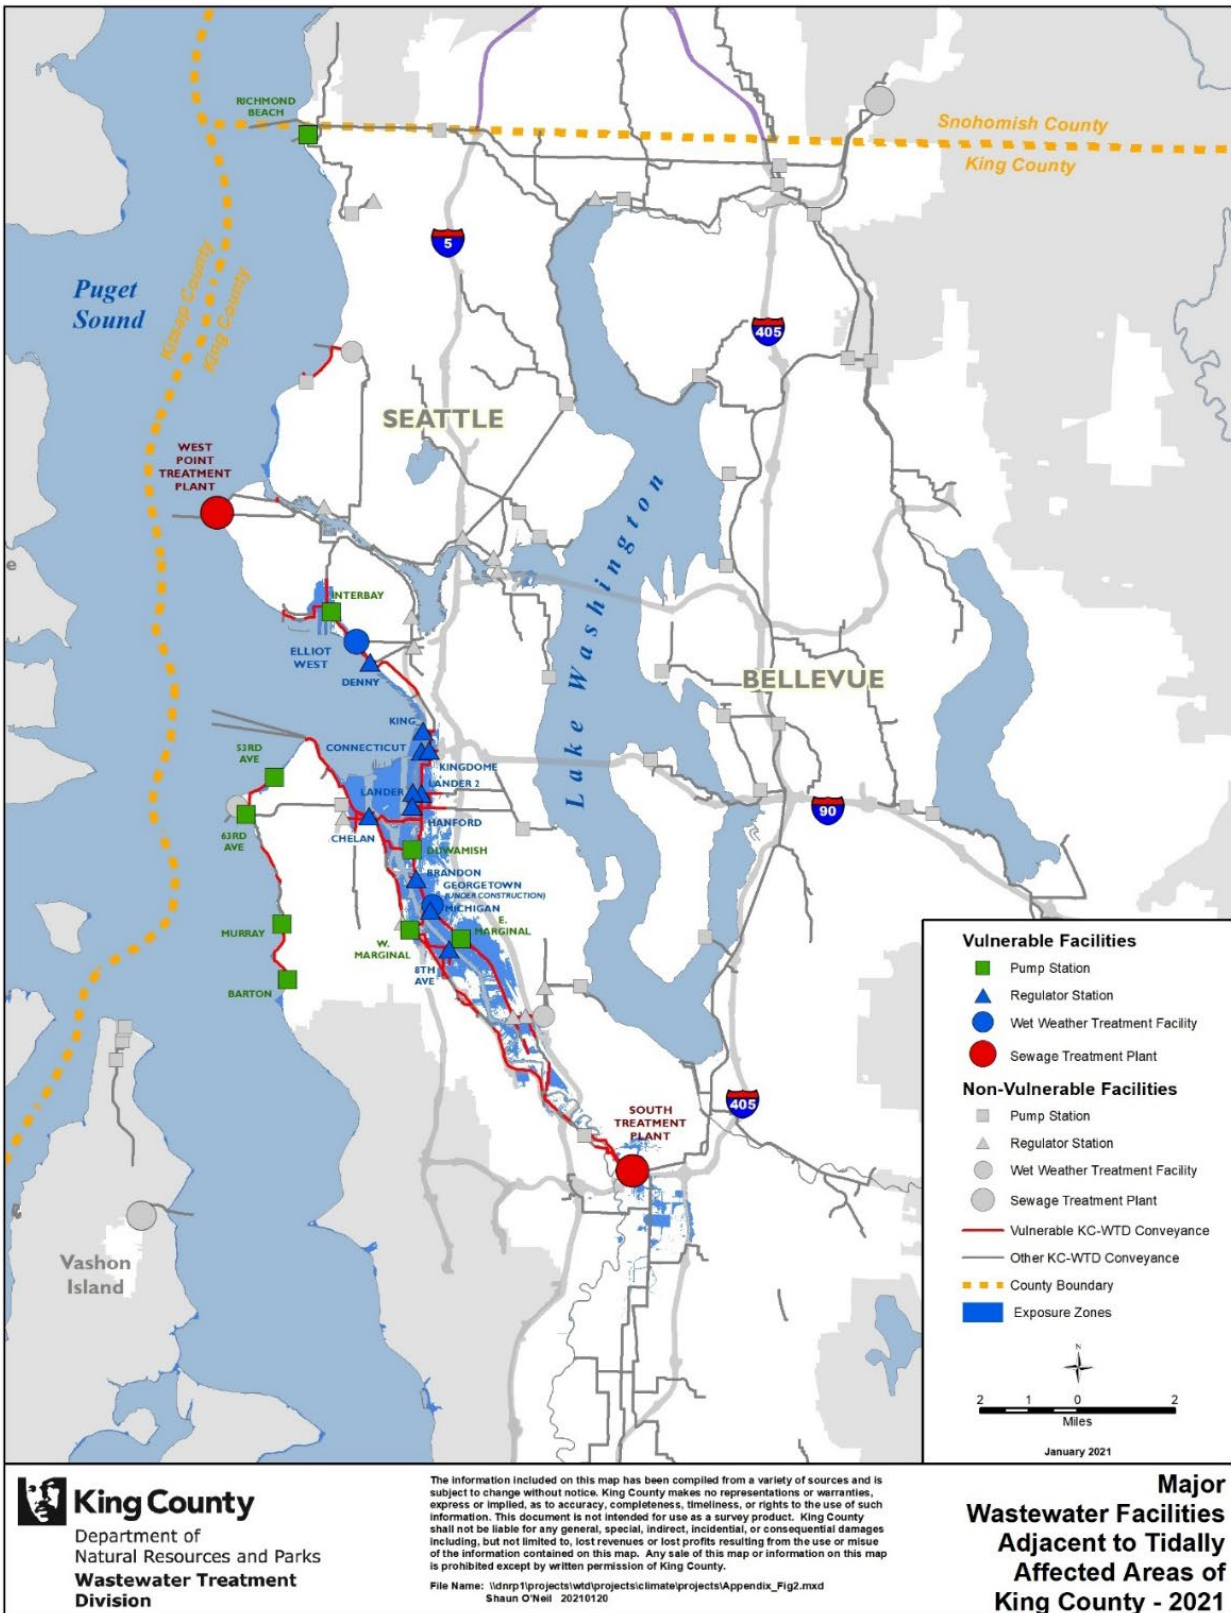 RICHMOND
BEACH
Snohomish County
King County
5
Puget
Sound
Kitsap County
King County
405
SEATTLE
WEST
POINT
TREATMENT
PLANT
Lake Washington
INTERBAY
ELLIOT
WEST
DENNY
BELLEVUE
KING
CONNECTICUT
KINGDOME
53RD
AVE
LANDER 2
LANDER
HANFORD
63RD
AVE
CHELAN
90
DUWAMISH
BRANDON
GEORGETOWN
(UNDER CONSTRUCTION)
MICHIGAN
E.
MARGINAL
MURRAY
W.
MARGINAL
8TH
AVE
BARTON
405
SOUTH
TREATMENT
PLANT
Vashon
Island
Vulnerable Facilities
Pump Station
Regulator Station
Wet Weather Treatment Facility
Sewage Treatment Plant
Non-Vulnerable Facilities
Pump Station
Regulator Station
Wet Weather Treatment Facility
Sewage Treatment Plant
Vulnerable KC-WTD Conveyance
Other KC-WTD Conveyance
County Boundary
Exposure Zones
N
2 1 0 2
Miles
January 2021
King County
Department of
Natural Resources and Parks
Wastewater Treatment
Division
The information included on this map has been compiled from a variety of sources and is
subject to change without notice. King County makes no representations or warranties,
express or implied, as to accuracy, completeness, timeliness, or rights to the use of such
information. This document is not intended for use as a survey product. King County
shall not be liable for any general, special, indirect, incidental, or consequential damages
including, but not limited to, lost revenues or lost profits resulting from the use or misue
of the information contained on this map. Any sale of this map or information on this map
is prohibited except by written permission of King County.
File Name: \\dnrp1\projects\wtd\projects\climate\projects\Appendix_Fig2.mxd
Shaun O'Neil 20210120
Major
Wastewater Facilities
Adjacent to Tidally
Affected Areas of
King County - 2021